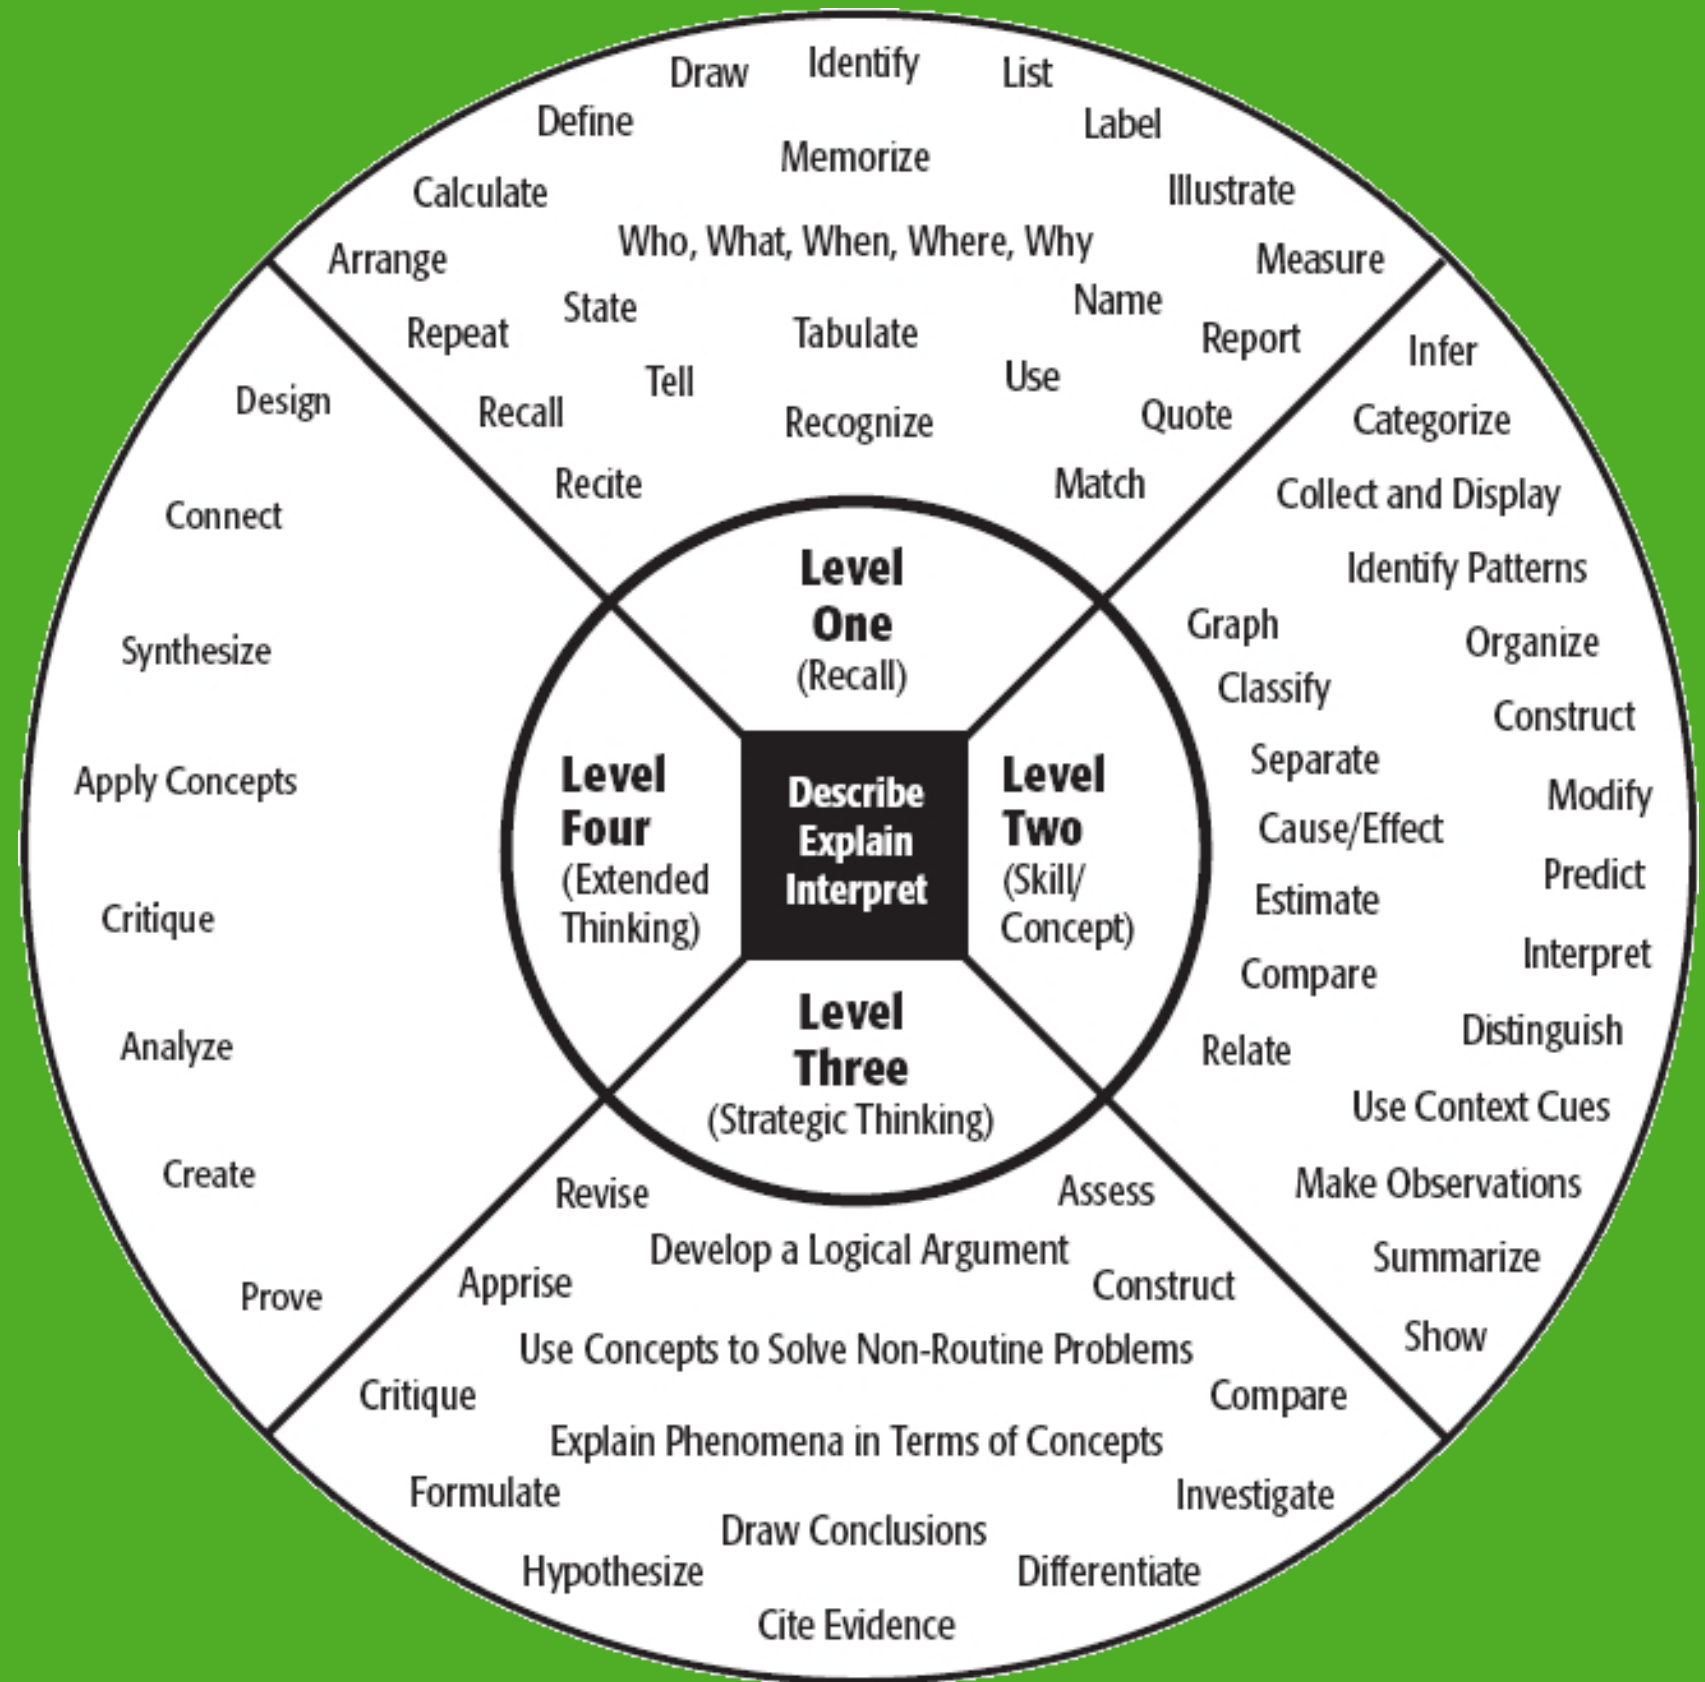 Draw
Identify
List
Define
Label
Memorize
Calculate
Illustrate
Who, What, When, Where, Why
Arrange
Measure
State
Name
Repeat
Tabulate
Report
Tell
Use
Recall
Recognize
Quote
Recite
Match
Level
One
(Recall)
Infer
Categorize
Collect and Display
Identify Patterns
Graph
Organize
Classify
Construct
Separate
Modify
Cause/Effect
Predict
Estimate
Interpret
Compare
Distinguish
Relate
Use Context Cues
Make Observations
Summarize
Show
Level
Two
(Skill/
Concept)
Describe
Explain
Interpret
Level
Three
(Strategic Thinking)
Revise
Assess
Develop a Logical Argument
Apprise
Construct
Use Concepts to Solve Non-Routine Problems
Critique
Compare
Explain Phenomena in Terms of Concepts
Formulate
Investigate
Draw Conclusions
Hypothesize
Differentiate
Cite Evidence
Level
Four
(Extended
Thinking)
Design
Connect
Synthesize
Apply Concepts
Critique
Analyze
Create
Prove